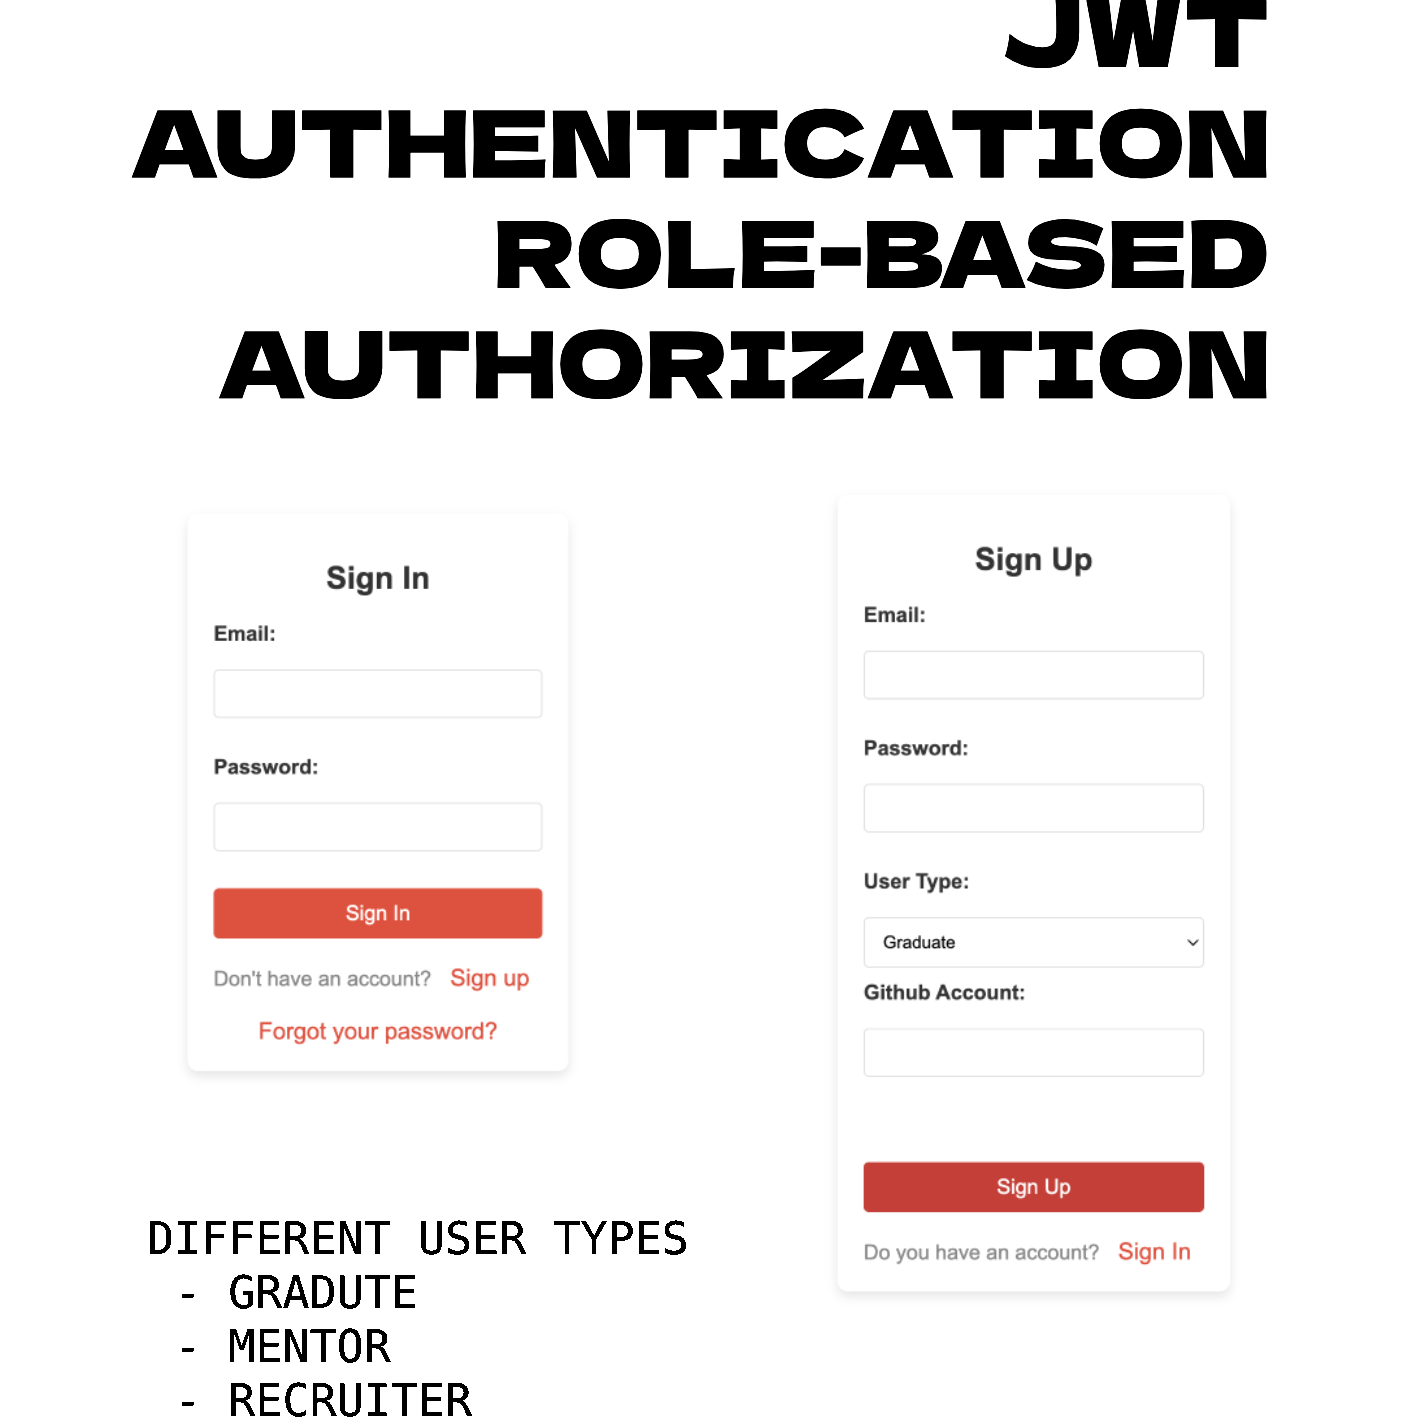 JWT
AUTHENTICATION
ROLE-BASED
AUTHORIZATION
Sign In
Email:
Password:
Sign In
Don't have an account? Sign up
Forgot your password?
Sign Up
Email:
Password:
User Type:
Graduate
Github Account:
Sign Up
Do you have an account? Sign In
DIFFERENT USER TYPES
- GRADUTE
- MENTOR
- RECRUITER